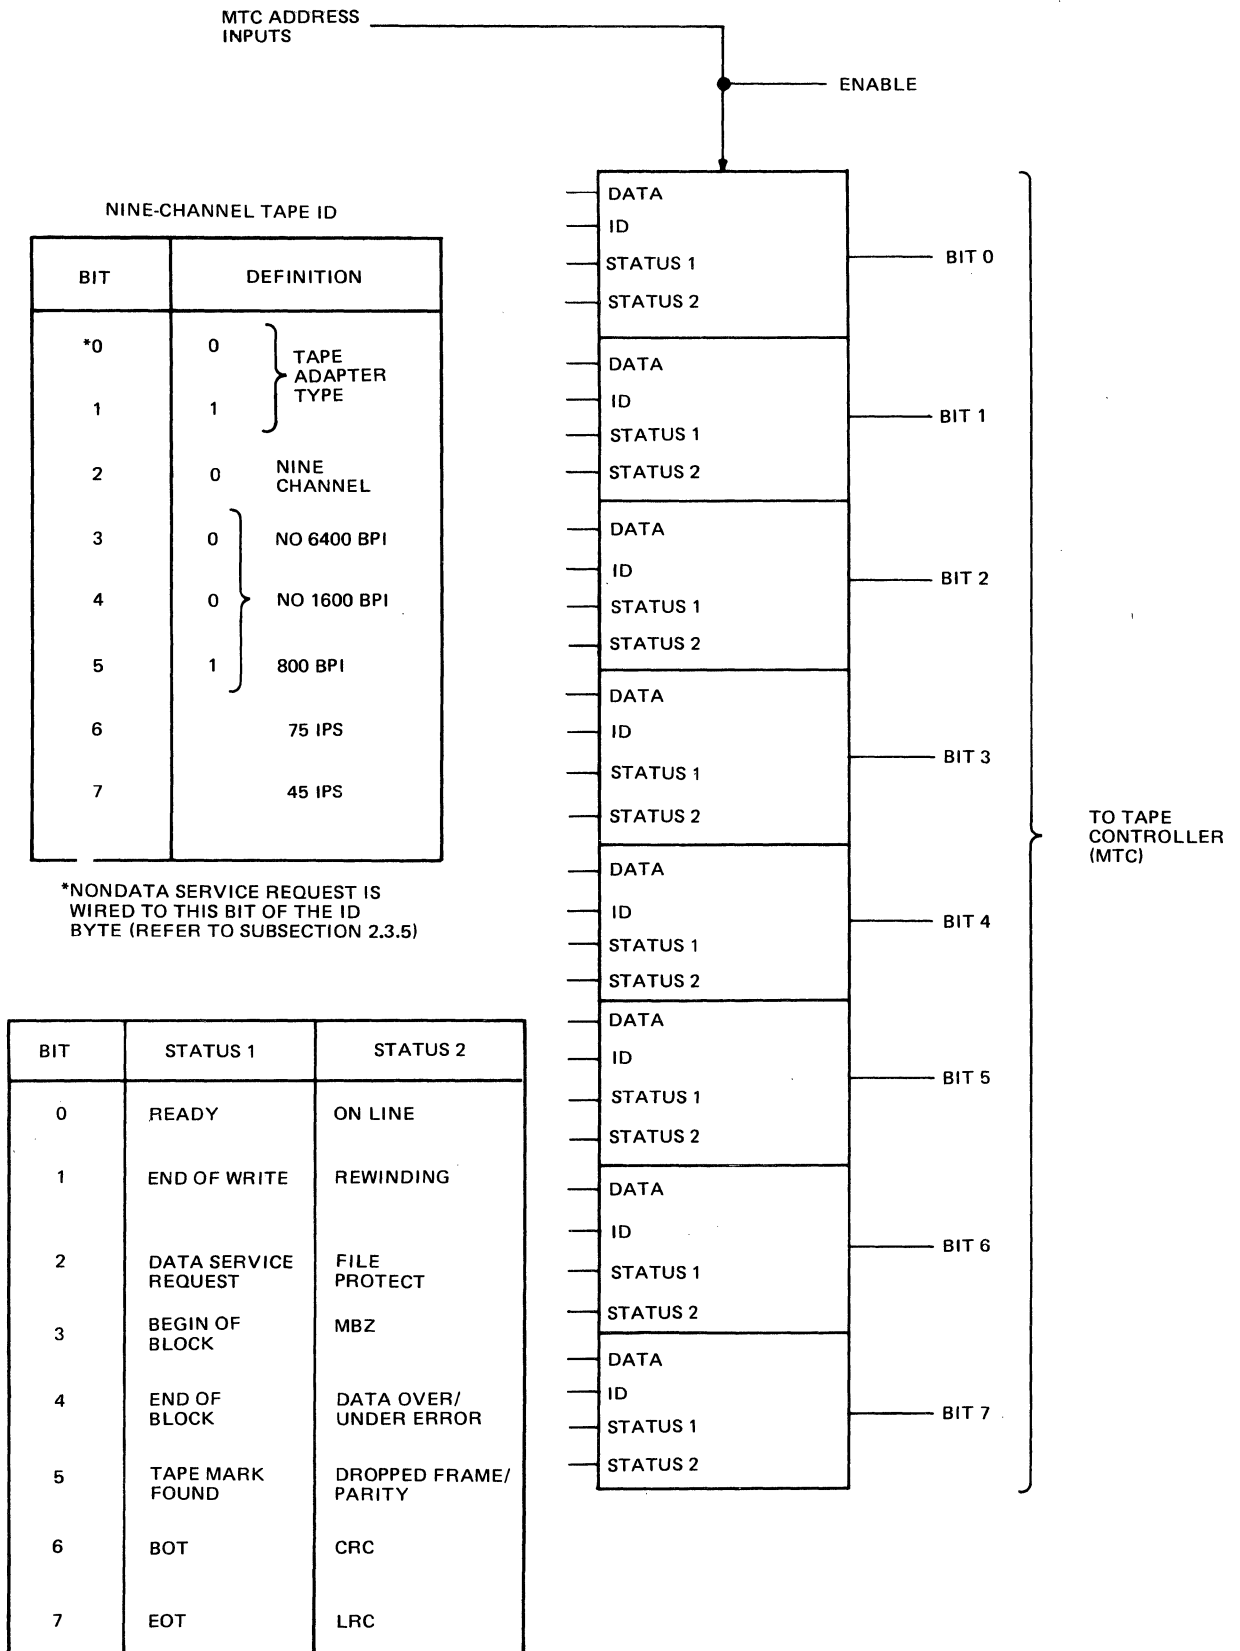 MTC ADDRESS
INPUTS
ENABLE
NINE-CHANNEL TAPE ID
BIT DEFINITION
*0 0
TAPE
ADAPTER
TYPE
1 1
2 0 NINE
CHANNEL
3 0 NO 6400 BPI
4 0 NO 1600 BPI
5 1 800 BPI
6 75 IPS
7 45 IPS
*NONDATA SERVICE REQUEST IS
WIRED TO THIS BIT OF THE ID
BYTE (REFER TO SUBSECTION 2.3.5)
BIT STATUS 1 STATUS 2
0 READY ON LINE
1 END OF WRITE REWINDING
2 DATA SERVICE FILE
REQUEST PROTECT
3 BEGIN OF MBZ
BLOCK
4 END OF DATA OVER/
BLOCK UNDER ERROR
5 TAPE MARK DROPPED FRAME/
FOUND PARITY
6 BOT CRC
7 EOT LRC
DATA
ID
STATUS 1
STATUS 2
BIT 0
DATA
ID
STATUS 1
STATUS 2
BIT 1
DATA
ID
STATUS 1
STATUS 2
BIT 2
DATA
ID
STATUS 1
STATUS 2
BIT 3
DATA
ID
STATUS 1
STATUS 2
BIT 4
DATA
ID
STATUS 1
STATUS 2
BIT 5
DATA
ID
STATUS 1
STATUS 2
BIT 6
DATA
ID
STATUS 1
STATUS 2
BIT 7
TO TAPE
CONTROLLER
(MTC)